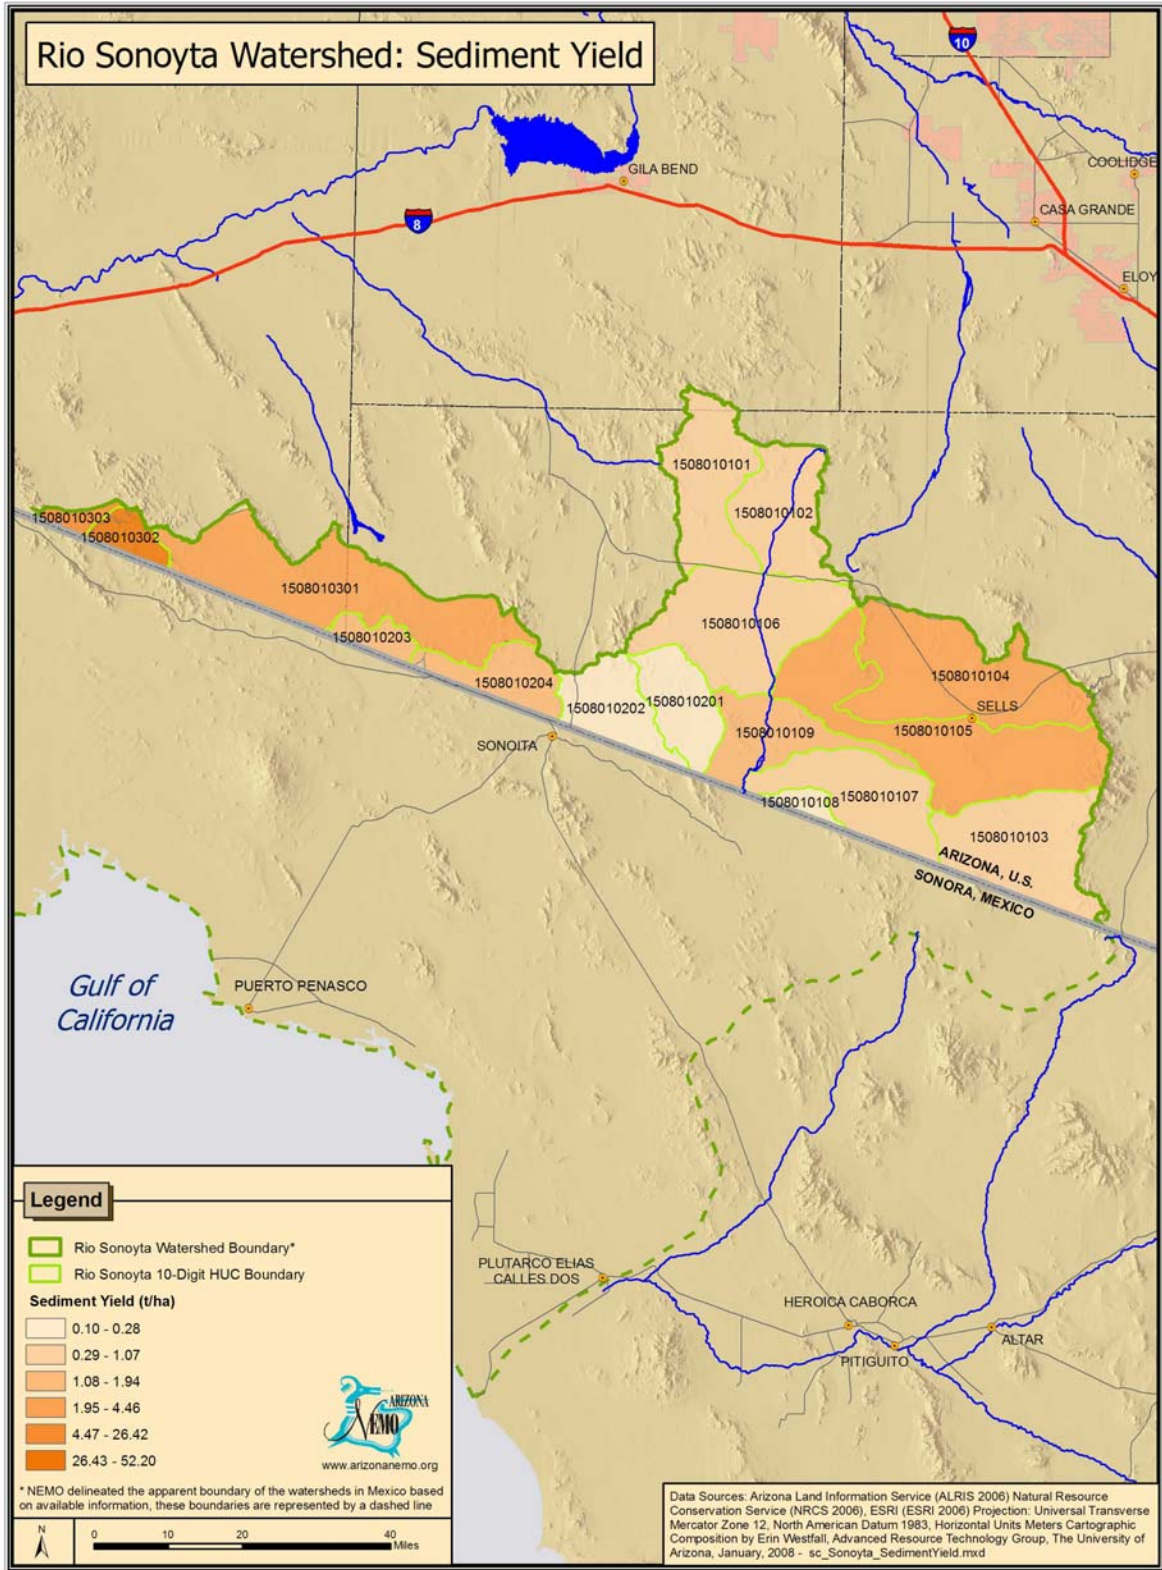 Rio Sonoyta Watershed: Sediment Yield
10
COOLIDGE
GILA BEND
CASA GRANDE
8
ELOY
1508010101
1508010102
1508010303
1508010302
1508010301
1508010106
1508010203
1508010104
1508010204
1508010201
1508010202
SELLS
1508010105
1508010109
SONOITA
1508010107
1508010108
1508010103
ARIZONA, U.S.
SONORA, MEXICO
Gulf of
California
PUERTO PENASCO
PLUTARCO ELIAS
CALLES DOS
HEROICA CABORCA
ALTAR
PITIGUITO
Legend
Rio Sonoyta Watershed Boundary*
Rio Sonoyta 10-Digit HUC Boundary
Sediment Yield (t/ha)
0.10 - 0.28
0.29 - 1.07
1.08 - 1.94
1.95 - 4.46
4.47 - 26.42
26.43 - 52.20
ARIZONA
NEMO
www.arizonanemo.org
* NEMO delineated the apparent boundary of the watersheds in Mexico based
on available information, these boundaries are represented by a dashed line
N
0 20 40
Miles
Data Sources: Arizona Land Information Service (ALRIS 2006) Natural Resource
Conservation Service (NRCS 2006), ESRI (ESRI 2006) Projection: Universal Transverse
Mercator Zone 12, North American Datum 1983, Horizontal Units Meters Cartographic
Composition by Erin Westfall, Advanced Resource Technology Group, The University of
Arizona, January, 2008 - sc_Sonoyta_SedimentYield.mxd